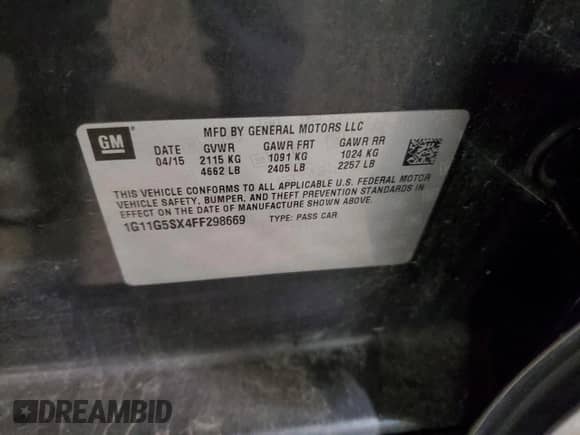 GM
MFD BY GENERAL MOTORS LLC
DATE GVWR GAWR FRT GAWR RR
04/15 2115 KG 1091 KG 1024 KG
4662 LB 2405 LB 2257 LB
THIS VEHICLE CONFORMS TO ALL APPLICABLE U.S. FEDERAL MOTOR
VEHICLE SAFETY, BUMPER, AND THEFT PREVENTION STANDARDS IN
EFFECT ON THE DATE OF MANUFACTURE SHOWN ABOVE.
1G11G5SX4FF298669 TYPE: PASS CAR
DREAMBID